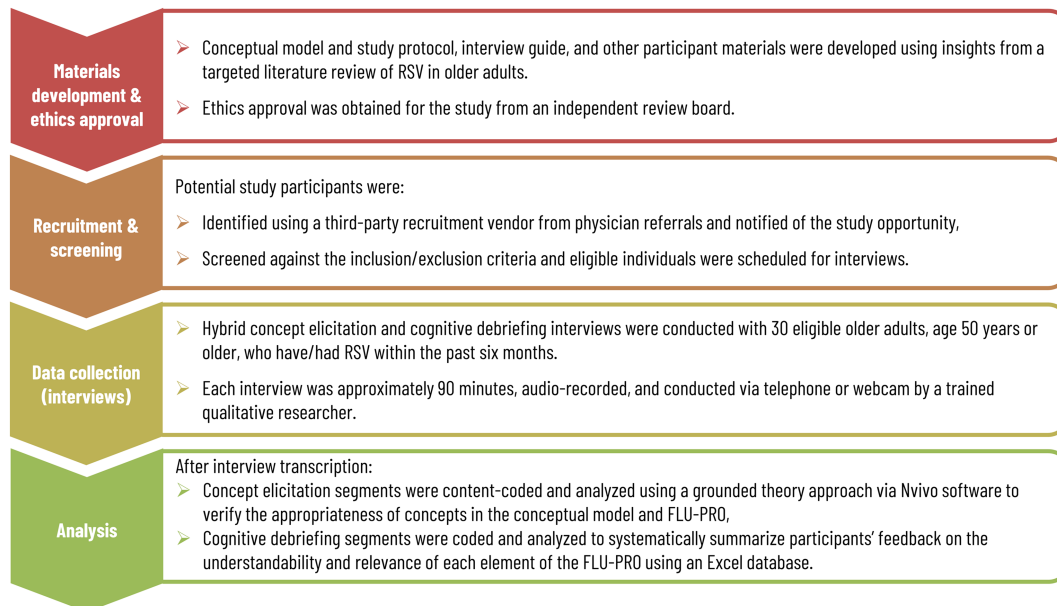 Materials
development &
ethics approval
➢ Conceptual model and study protocol, interview guide, and other participant materials were developed using insights from a
targeted literature review of RSV in older adults.
➢ Ethics approval was obtained for the study from an independent review board.
Recruitment &
screening
Potential study participants were:
➢ Identified using a third-party recruitment vendor from physician referrals and notified of the study opportunity,
➢ Screened against the inclusion/exclusion criteria and eligible individuals were scheduled for interviews.
Data collection
(interviews)
➢ Hybrid concept elicitation and cognitive debriefing interviews were conducted with 30 eligible older adults, age 50 years or
older, who have/had RSV within the past six months.
➢ Each interview was approximately 90 minutes, audio-recorded, and conducted via telephone or webcam by a trained
qualitative researcher.
Analysis
After interview transcription:
➢ Concept elicitation segments were content-coded and analyzed using a grounded theory approach via Nvivo software to
verify the appropriateness of concepts in the conceptual model and FLU-PRO,
➢ Cognitive debriefing segments were coded and analyzed to systematically summarize participants' feedback on the
understandability and relevance of each element of the FLU-PRO using an Excel database.